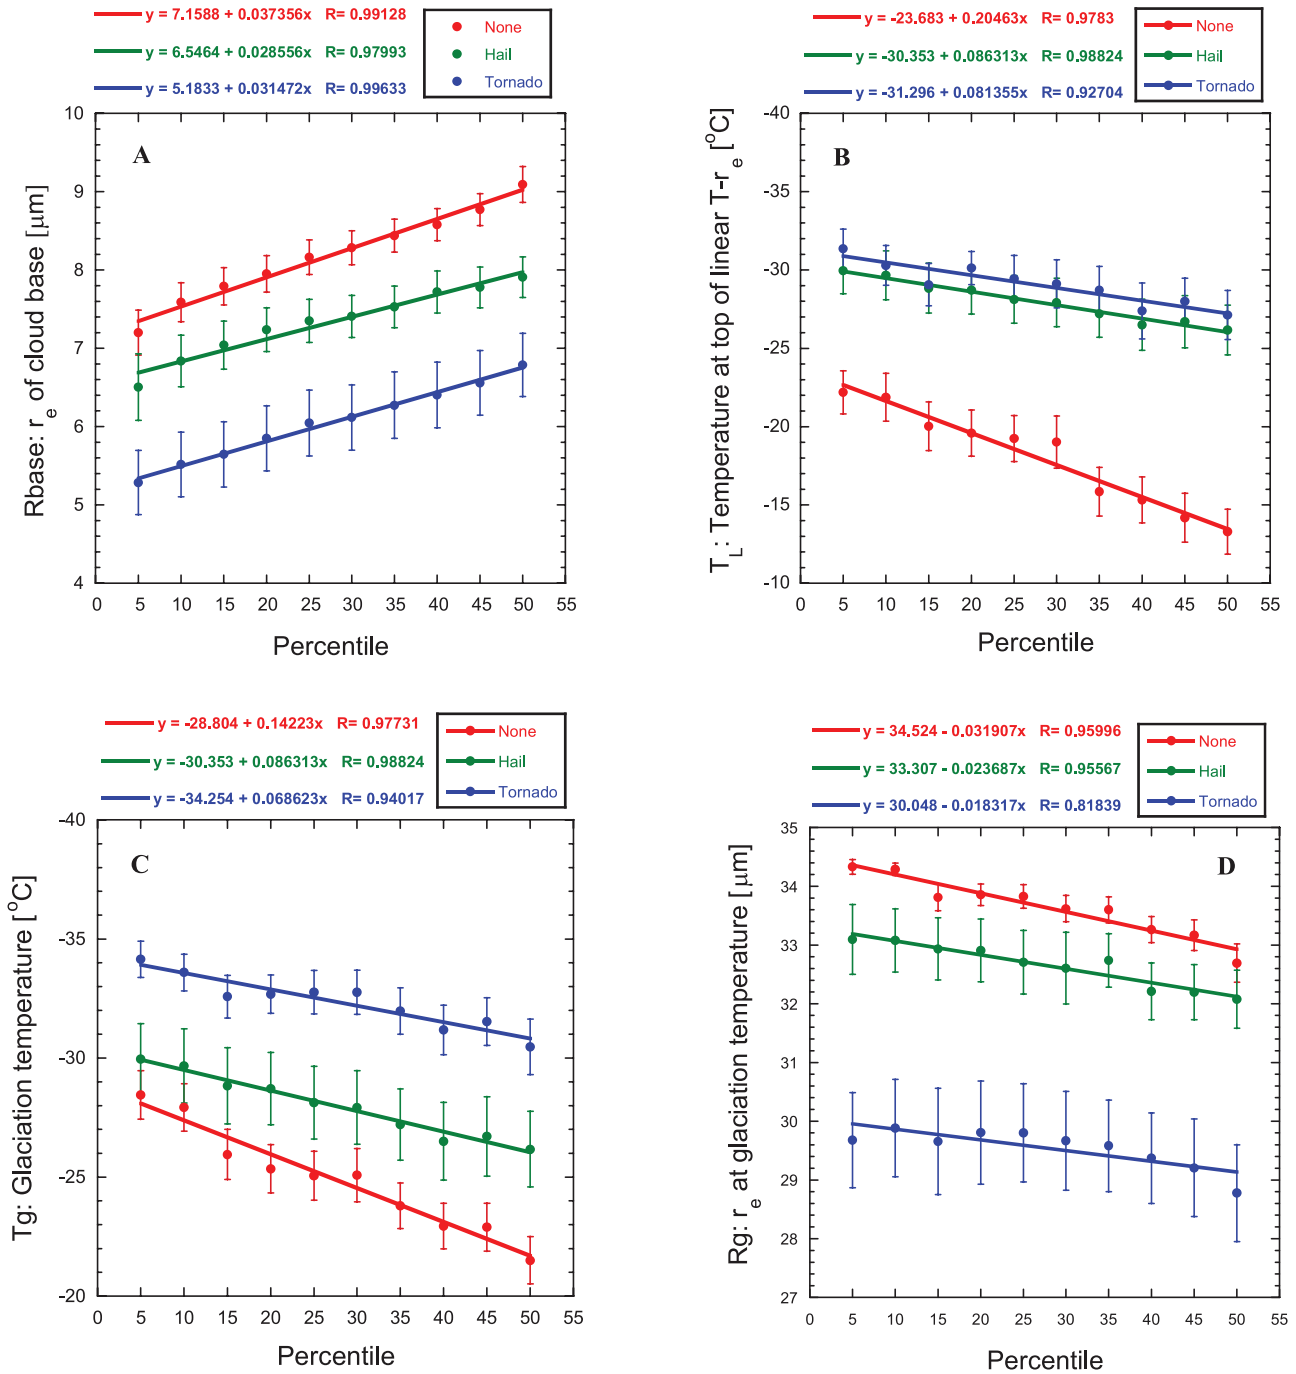 y = 7.1588 + 0.037356x R= 0.99128
y = 6.5464 + 0.028556x R= 0.97993
y = 5.1833 + 0.031472x R= 0.99633
None
Hail
Tornado
A
Rbase: r e of cloud base [μm]
10
9
8
7
6
5
4
0 5 10 15 20 25 30 35 40 45 50 55
Percentile
y = -23.683 + 0.20463x R= 0.9783
y = -30.353 + 0.086313x R= 0.98824
y = -31.296 + 0.081355x R= 0.92704
None
Hail
Tornado
B
T L : Temperature at top of linear T-r e [°C]
-40
-35
-30
-25
-20
-15
-10
0 5 10 15 20 25 30 35 40 45 50 55
Percentile
y = -28.804 + 0.14223x R= 0.97731
y = -30.353 + 0.086313x R= 0.98824
y = -34.254 + 0.068623x R= 0.94017
None
Hail
Tornado
C
Tg: Glaciation temperature [°C]
-40
-35
-30
-25
-20
0 5 10 15 20 25 30 35 40 45 50 55
Percentile
y = 34.524 - 0.031907x R= 0.95996
y = 33.307 - 0.023687x R= 0.95567
y = 30.048 - 0.018317x R= 0.81839
None
Hail
Tornado
D
Rg: r e at glaciation temperature [μm]
35
34
33
32
31
30
29
28
27
0 5 10 15 20 25 30 35 40 45 50 55
Percentile